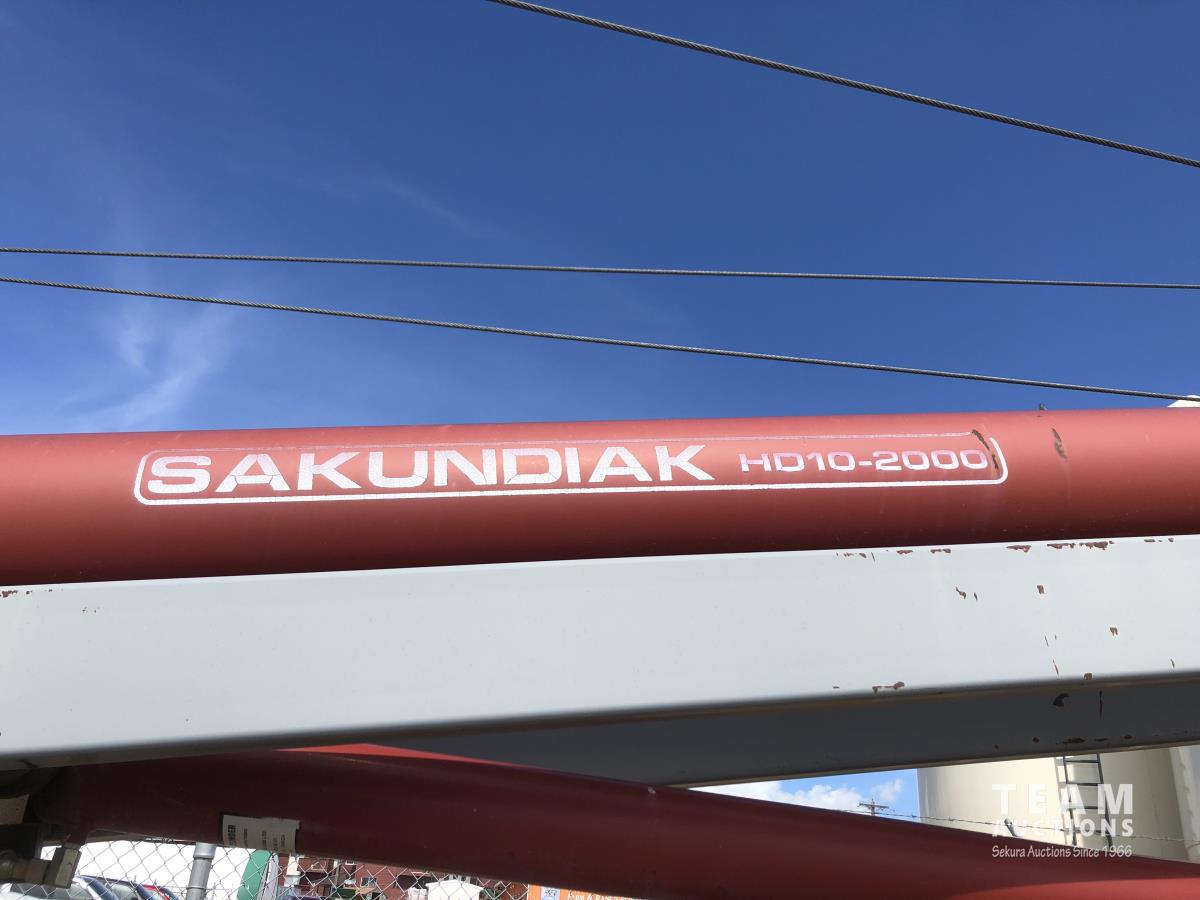 SAKUNDIAK HD10-2000
TEAM
AUCTIONS
Sekura Auctions Since 1966